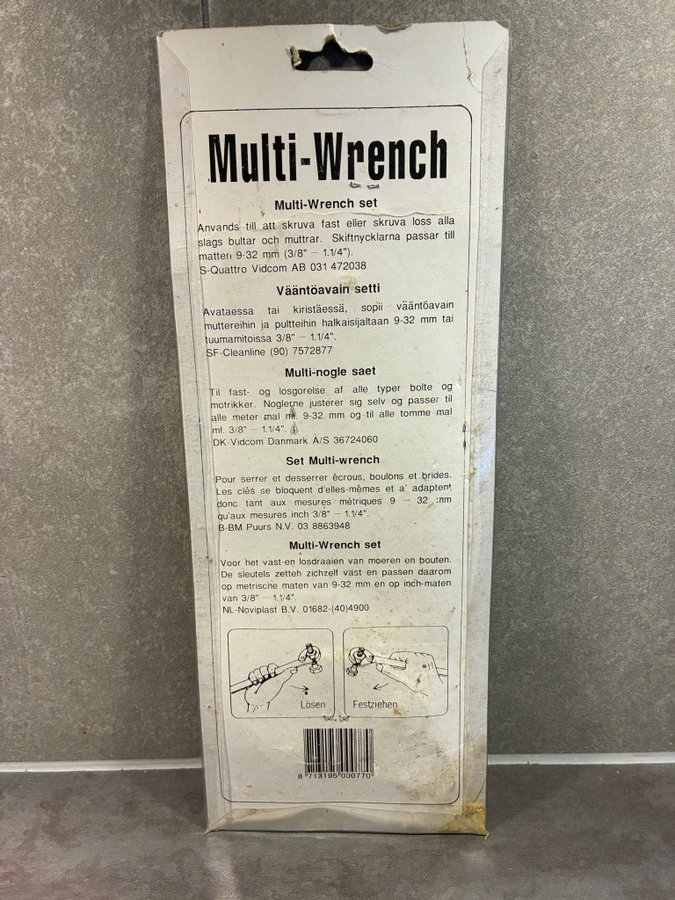 Multi-Wrench
Multi-Wrench set
Anvands till att skruva fast eller skruva loss alla
slags bultar och muttrar. Skiftnycklarna passar till
matten 9-32 mm (3/8" — 1.1/4").
S-Quattro Vidcom AB 031 472038
Vääntöavain setti
Avataessa tai kiristäessä, sopii vääntöavain
muttereihin ja pultteihin halkaisijaltaan 9-32 mm tai
tuumamitoissa 3/8" — 1.1/4".
SF-Cleanline (90) 7572877
Multi-nogle saet
Til fast- og losgorelse af alle typer bolte og
motrikker. Noglerne justerer sig selv og passer til
alle meter mal ml. 9-32 mm og til alle tomme mal
ml. 3/8" — 1.1/4".
DK-Vidcom Danmark A/S 36724060
Set Multi-wrench
Pour serrer et desserrer écrous, boulons et brides.
Les clés se bloquent d'elles-mêmes et a' adaptent
donc tant aux mesures métriques 9 — 32 mm
qu'aux mesures inch 3/8" — 1.1/4".
B-BM Puurs N.V. 03 8863948
Multi-Wrench set
Voor het vast-en losdraaien van moeren en bouten.
De sleutels zetteh zichzelf vast en passen daarom
op metrische maten van 9-32 mm en op inch-maten
van 3/8" — 1.1/4".
NL-Noviplast B.V. 01682-(40)4900
Lösen
Festziehen
8 713195 000770